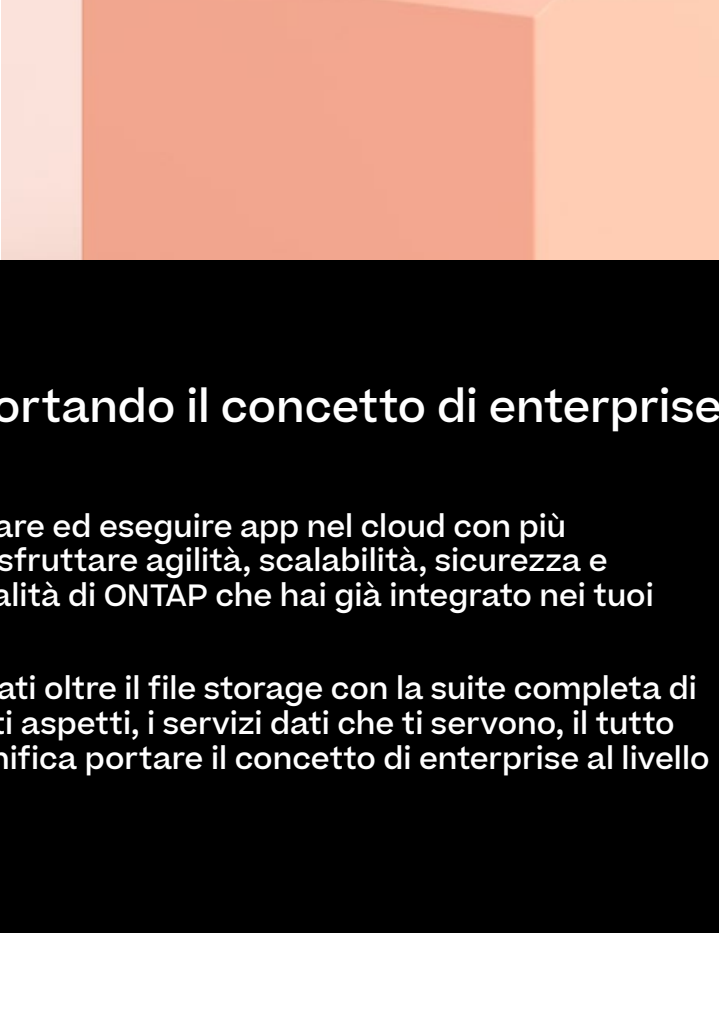 ortando il concetto di enterprise
are ed eseguire app nel cloud con più
sfruttare agilità, scalabilità, sicurezza e
alità di ONTAP che hai già integrato nei tuoi
ati oltre il file storage con la suite completa di
ti aspetti, i servizi dati che ti servono, il tutto
nifica portare il concetto di enterprise al livello